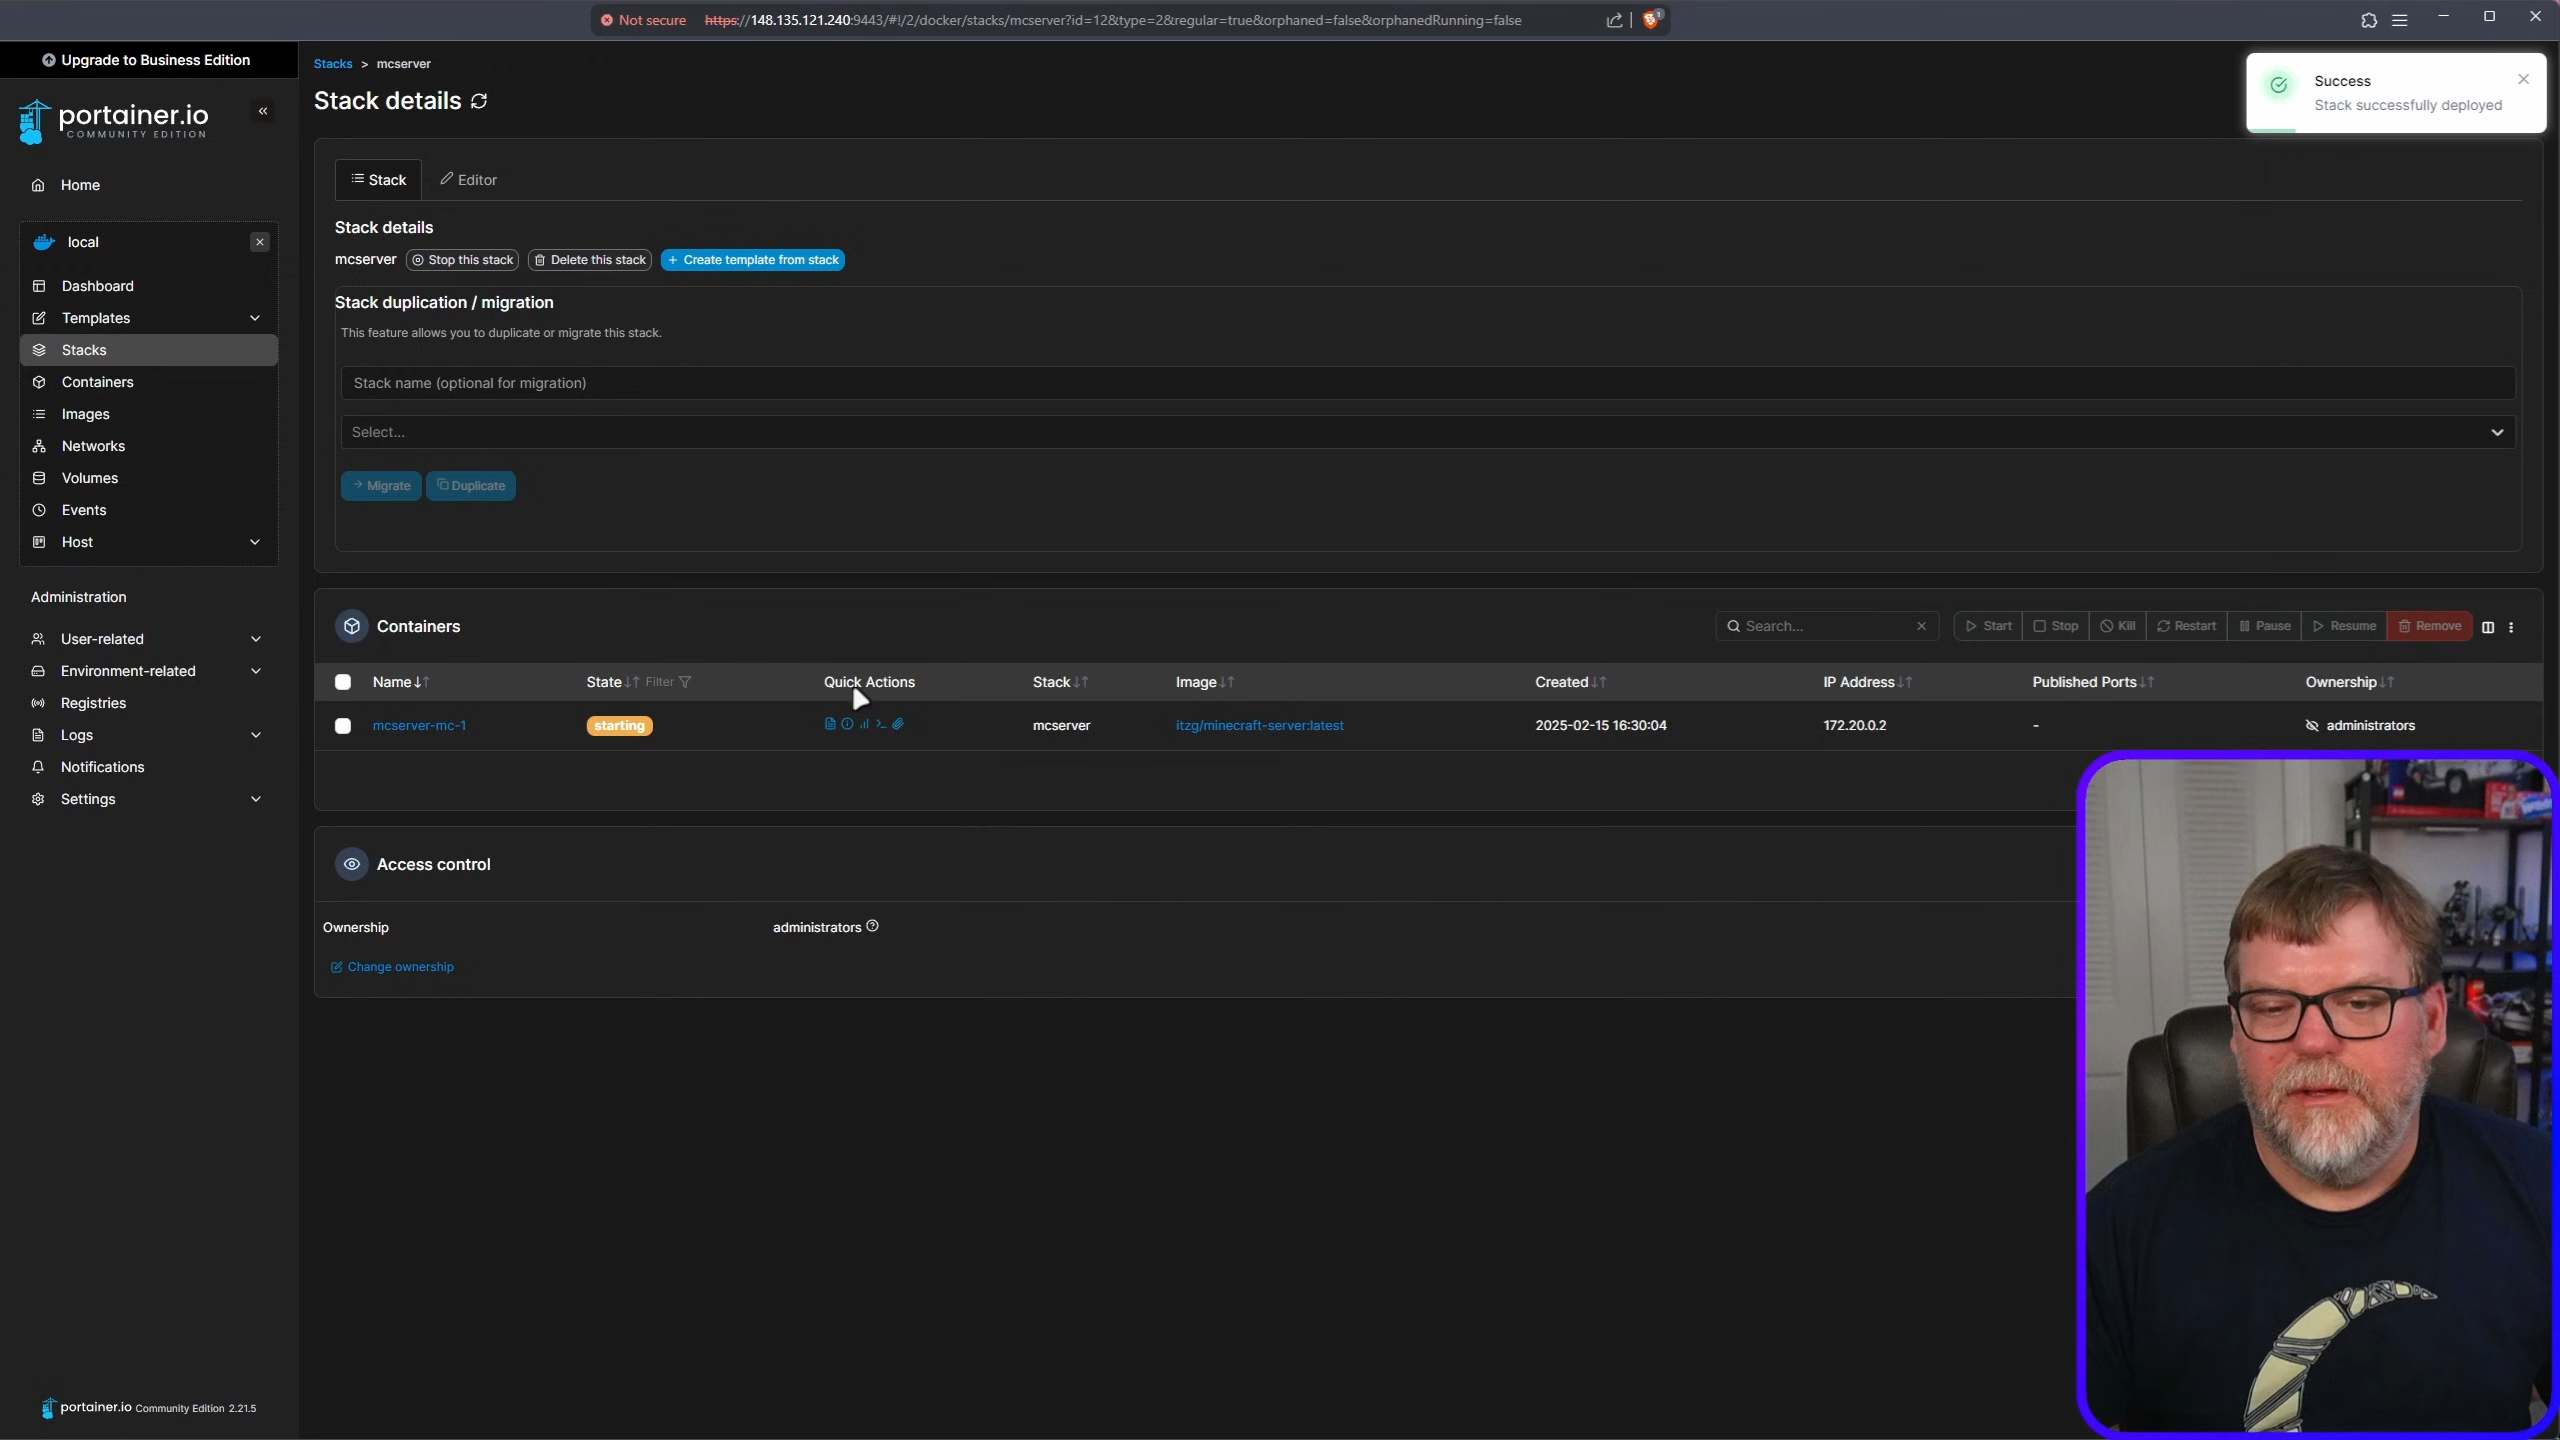 Not secure https://148.135.121.240:9443/#!/2/docker/stacks/mcserver?id=12&type=2&regular=true&orphaned=false&orphanedRunning=false
Upgrade to Business Edition
portainer.io
COMMUNITY EDITION
Home
local
Dashboard
Templates
Stacks
Containers
Images
Networks
Volumes
Events
Host
Administration
User-related
Environment-related
Registries
Logs
Notifications
Settings
portainer.io Community Edition 2.21.5
Stacks > mcserver
Stack details
Success
Stack successfully deployed
Stack Editor
Stack details
mcserver Stop this stack Delete this stack + Create template from stack
Stack duplication / migration
This feature allows you to duplicate or migrate this stack.
Stack name (optional for migration)
Select...
Migrate Duplicate
Containers Search... Start Stop Kill Restart Pause Resume Remove
Name State Filter Quick Actions Stack Image Created IP Address Published Ports Ownership
mcserver-mc-1 starting mcserver itzg/minecraft-server:latest 2025-02-15 16:30:04 172.20.0.2 - administrators
Access control
Ownership administrators
Change ownership